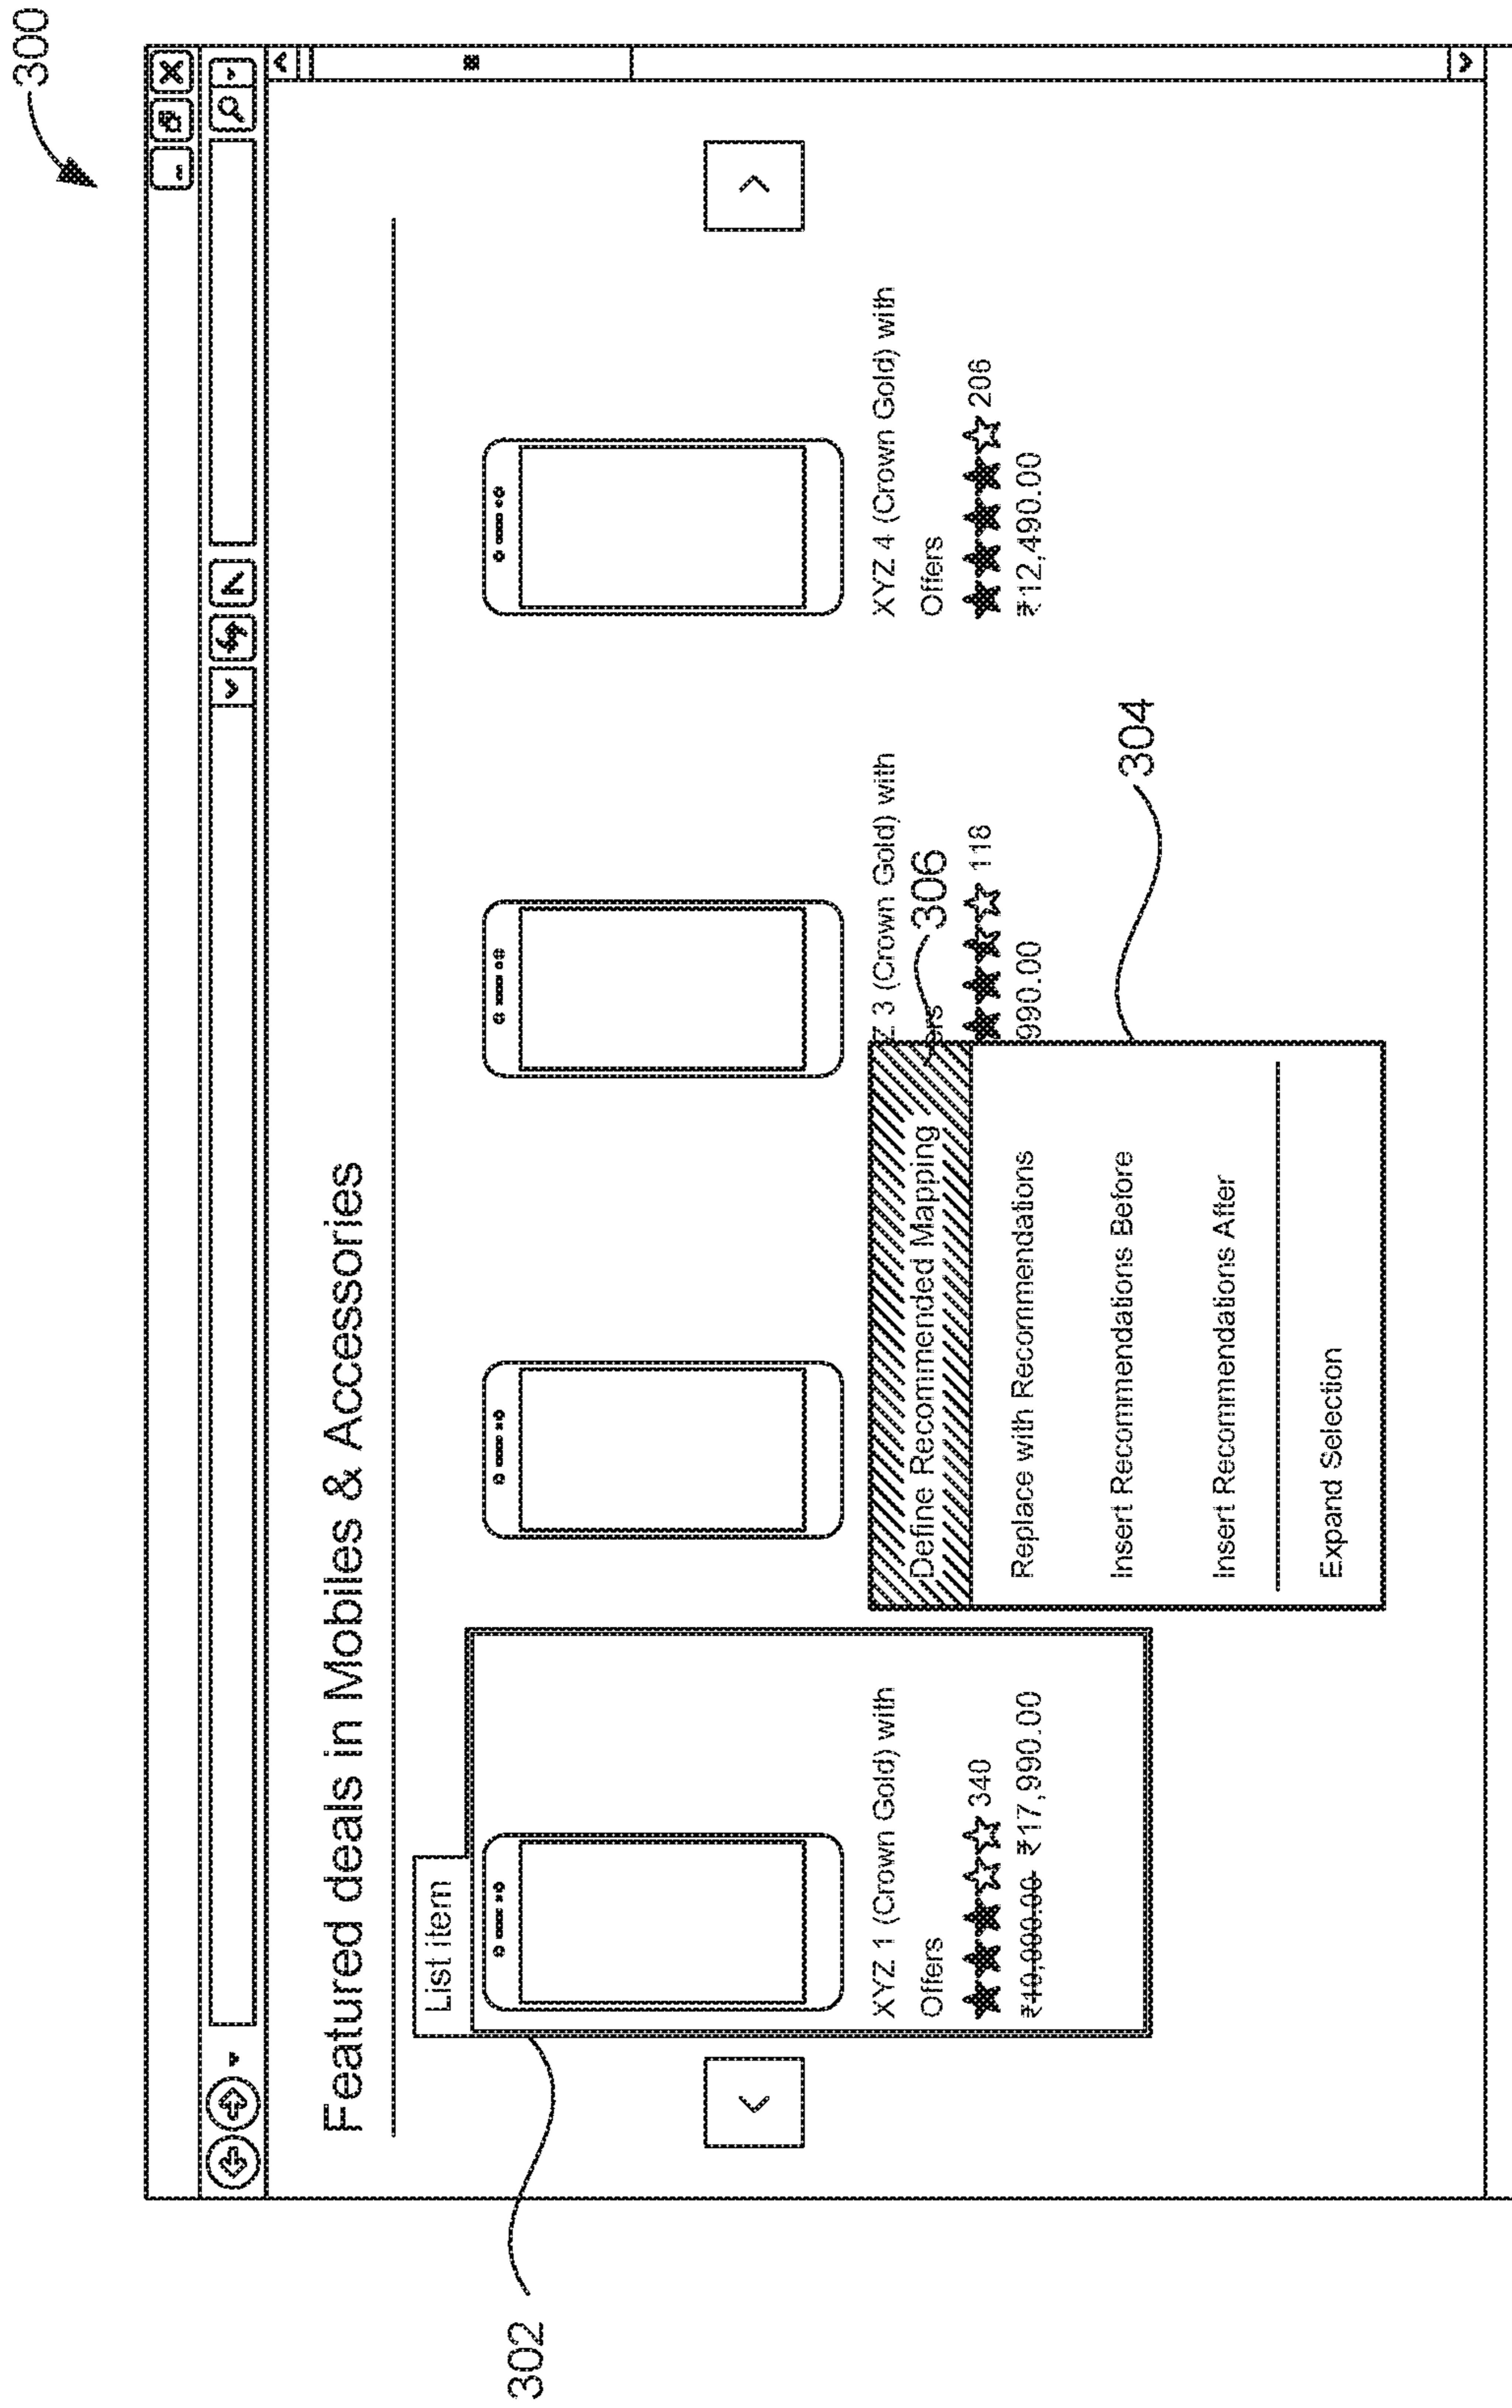 300
Featured deals in Mobiles & Accessories
List item
302
XYZ 1 (Crown Gold) with
Offers
340
₹17,990.00
Define Recommended Mapping
Replace with Recommendations
Insert Recommendations Before
Insert Recommendations After
Expand Selection
304
306
Z 3 (Crown Gold) with
ers
118
990.00
XYZ 4 (Crown Gold) with
Offers
206
₹12,490.00